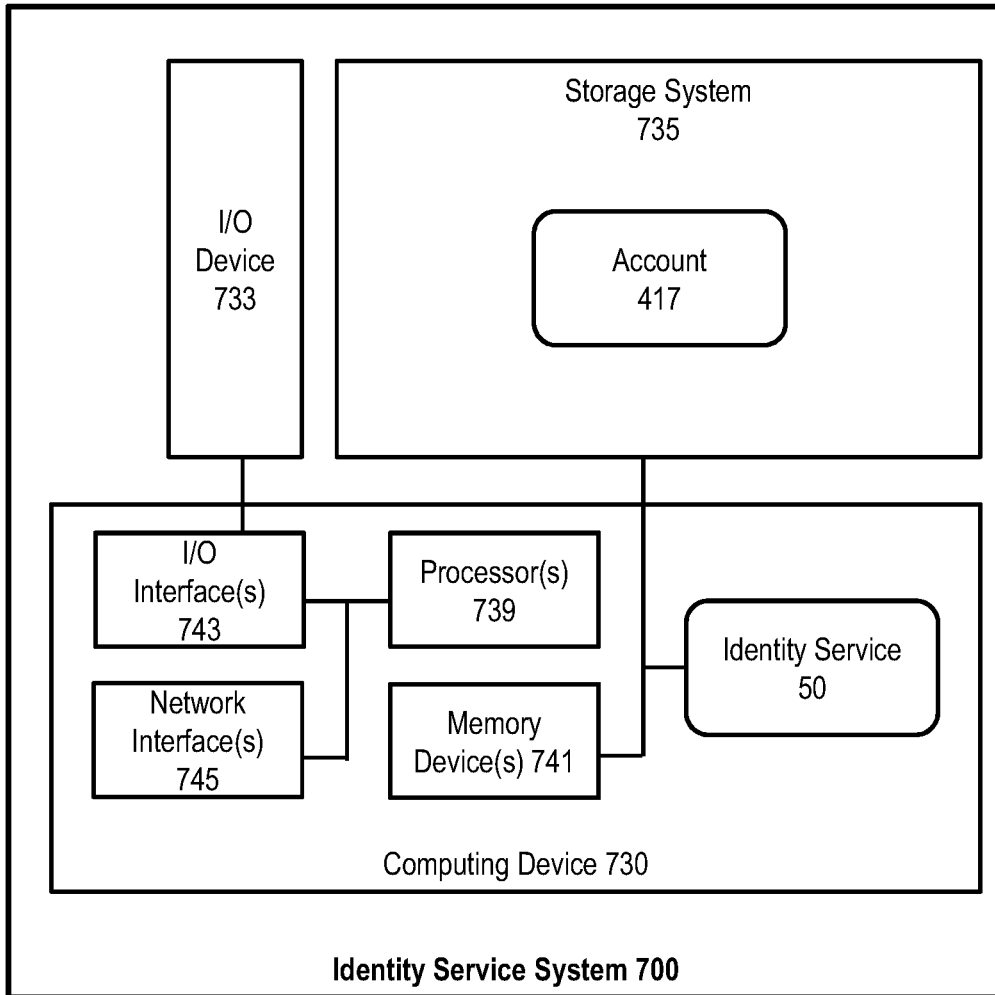 I/O
Device
733
Storage System
735
Account
417
I/O
Interface(s)
743
Processor(s)
739
Identity Service
50
Network
Interface(s)
745
Memory
Device(s) 741
Computing Device 730
Identity Service System 700